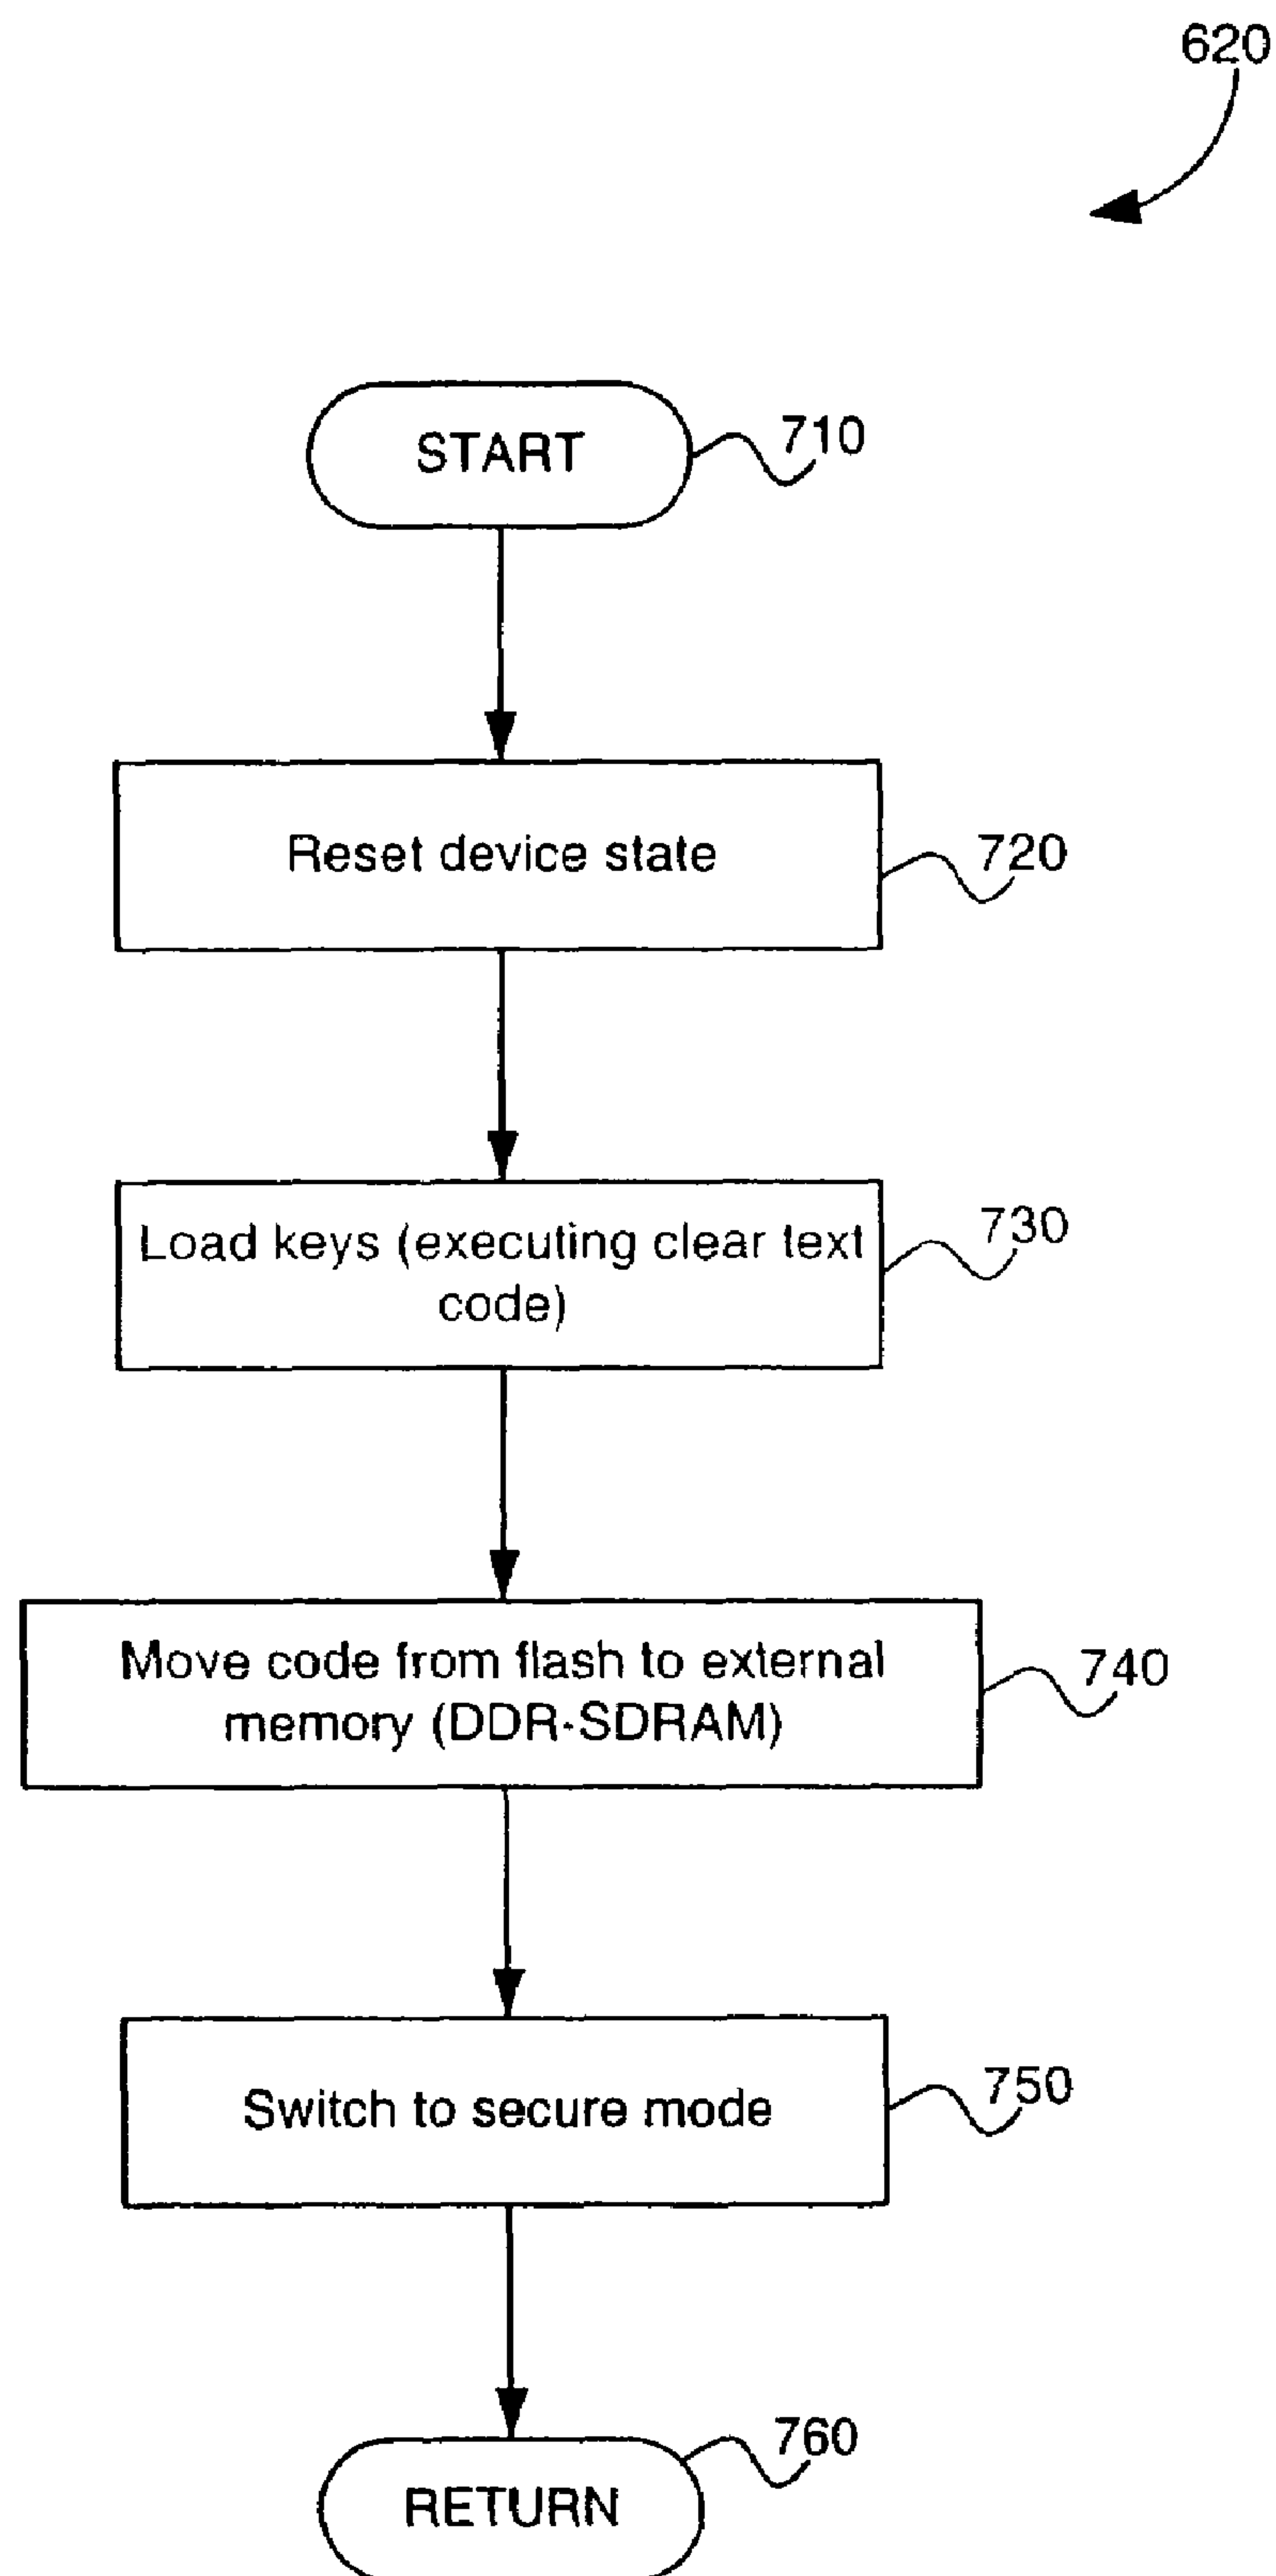 620
START
710
Reset device state
720
Load keys (executing clear text
code)
730
Move code from flash to external
memory (DDR-SDRAM)
740
Switch to secure mode
750
RETURN
760